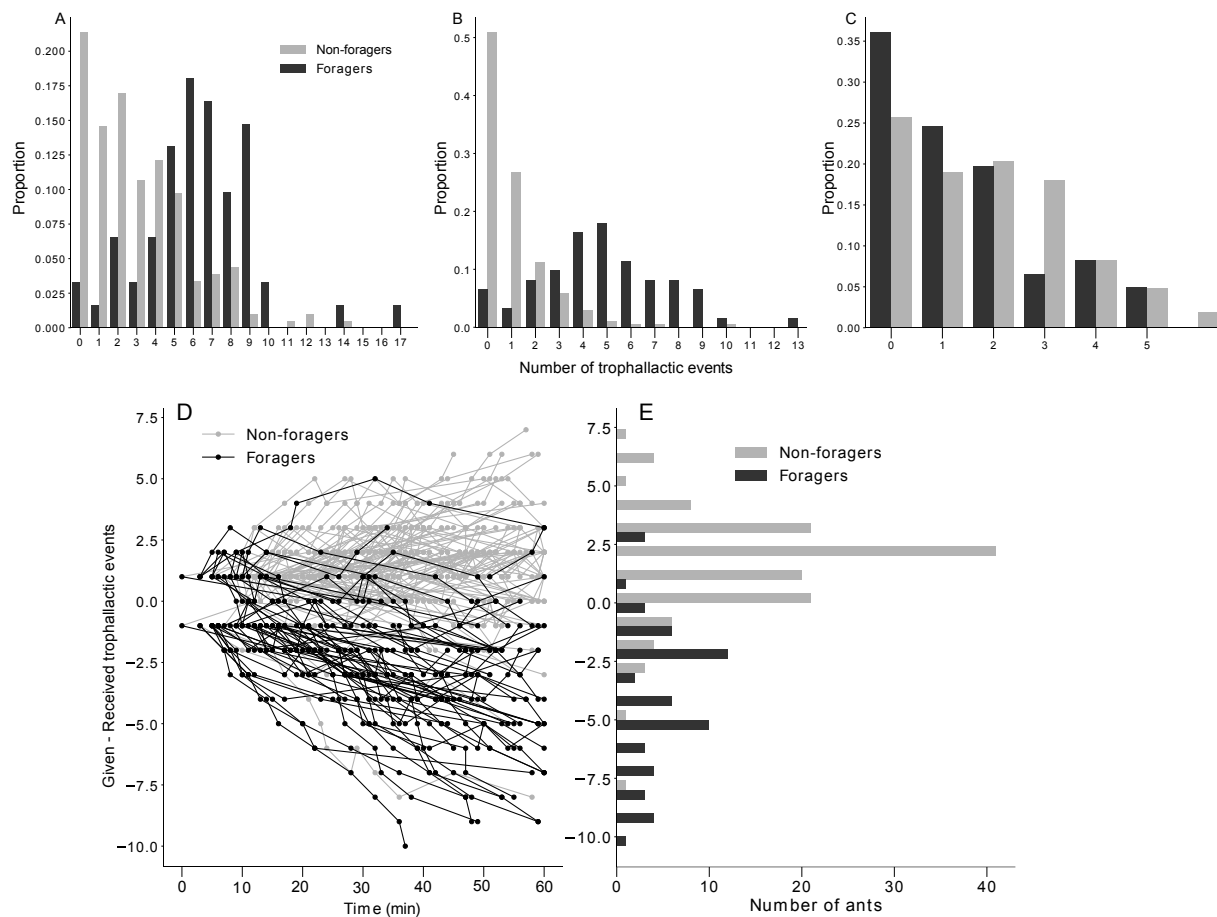 A
Non-foragers
Foragers
Proportion
0.200
0.175
0.150
0.125
0.100
0.075
0.050
0.025
0.000
0 1 2 3 4 5 6 7 8 9 10 11 12 13 14 15 16 17
B
Proportion
0.5
0.4
0.3
0.2
0.1
0.0
0 1 2 3 4 5 6 7 8 9 10 11 12 13
Number of trophallactic events
C
Proportion
0.35
0.30
0.25
0.20
0.15
0.10
0.05
0.00
0 1 2 3 4 5
D
Non-foragers
Foragers
Given - Received trophallactic events
7.5
5.0
2.5
0.0
−2.5
−5.0
−7.5
−10.0
0 10 20 30 40 50 60
Time (min)
E
Non-foragers
Foragers
7.5
5.0
2.5
0.0
−2.5
−5.0
−7.5
−10.0
0 10 20 30 40
Number of ants